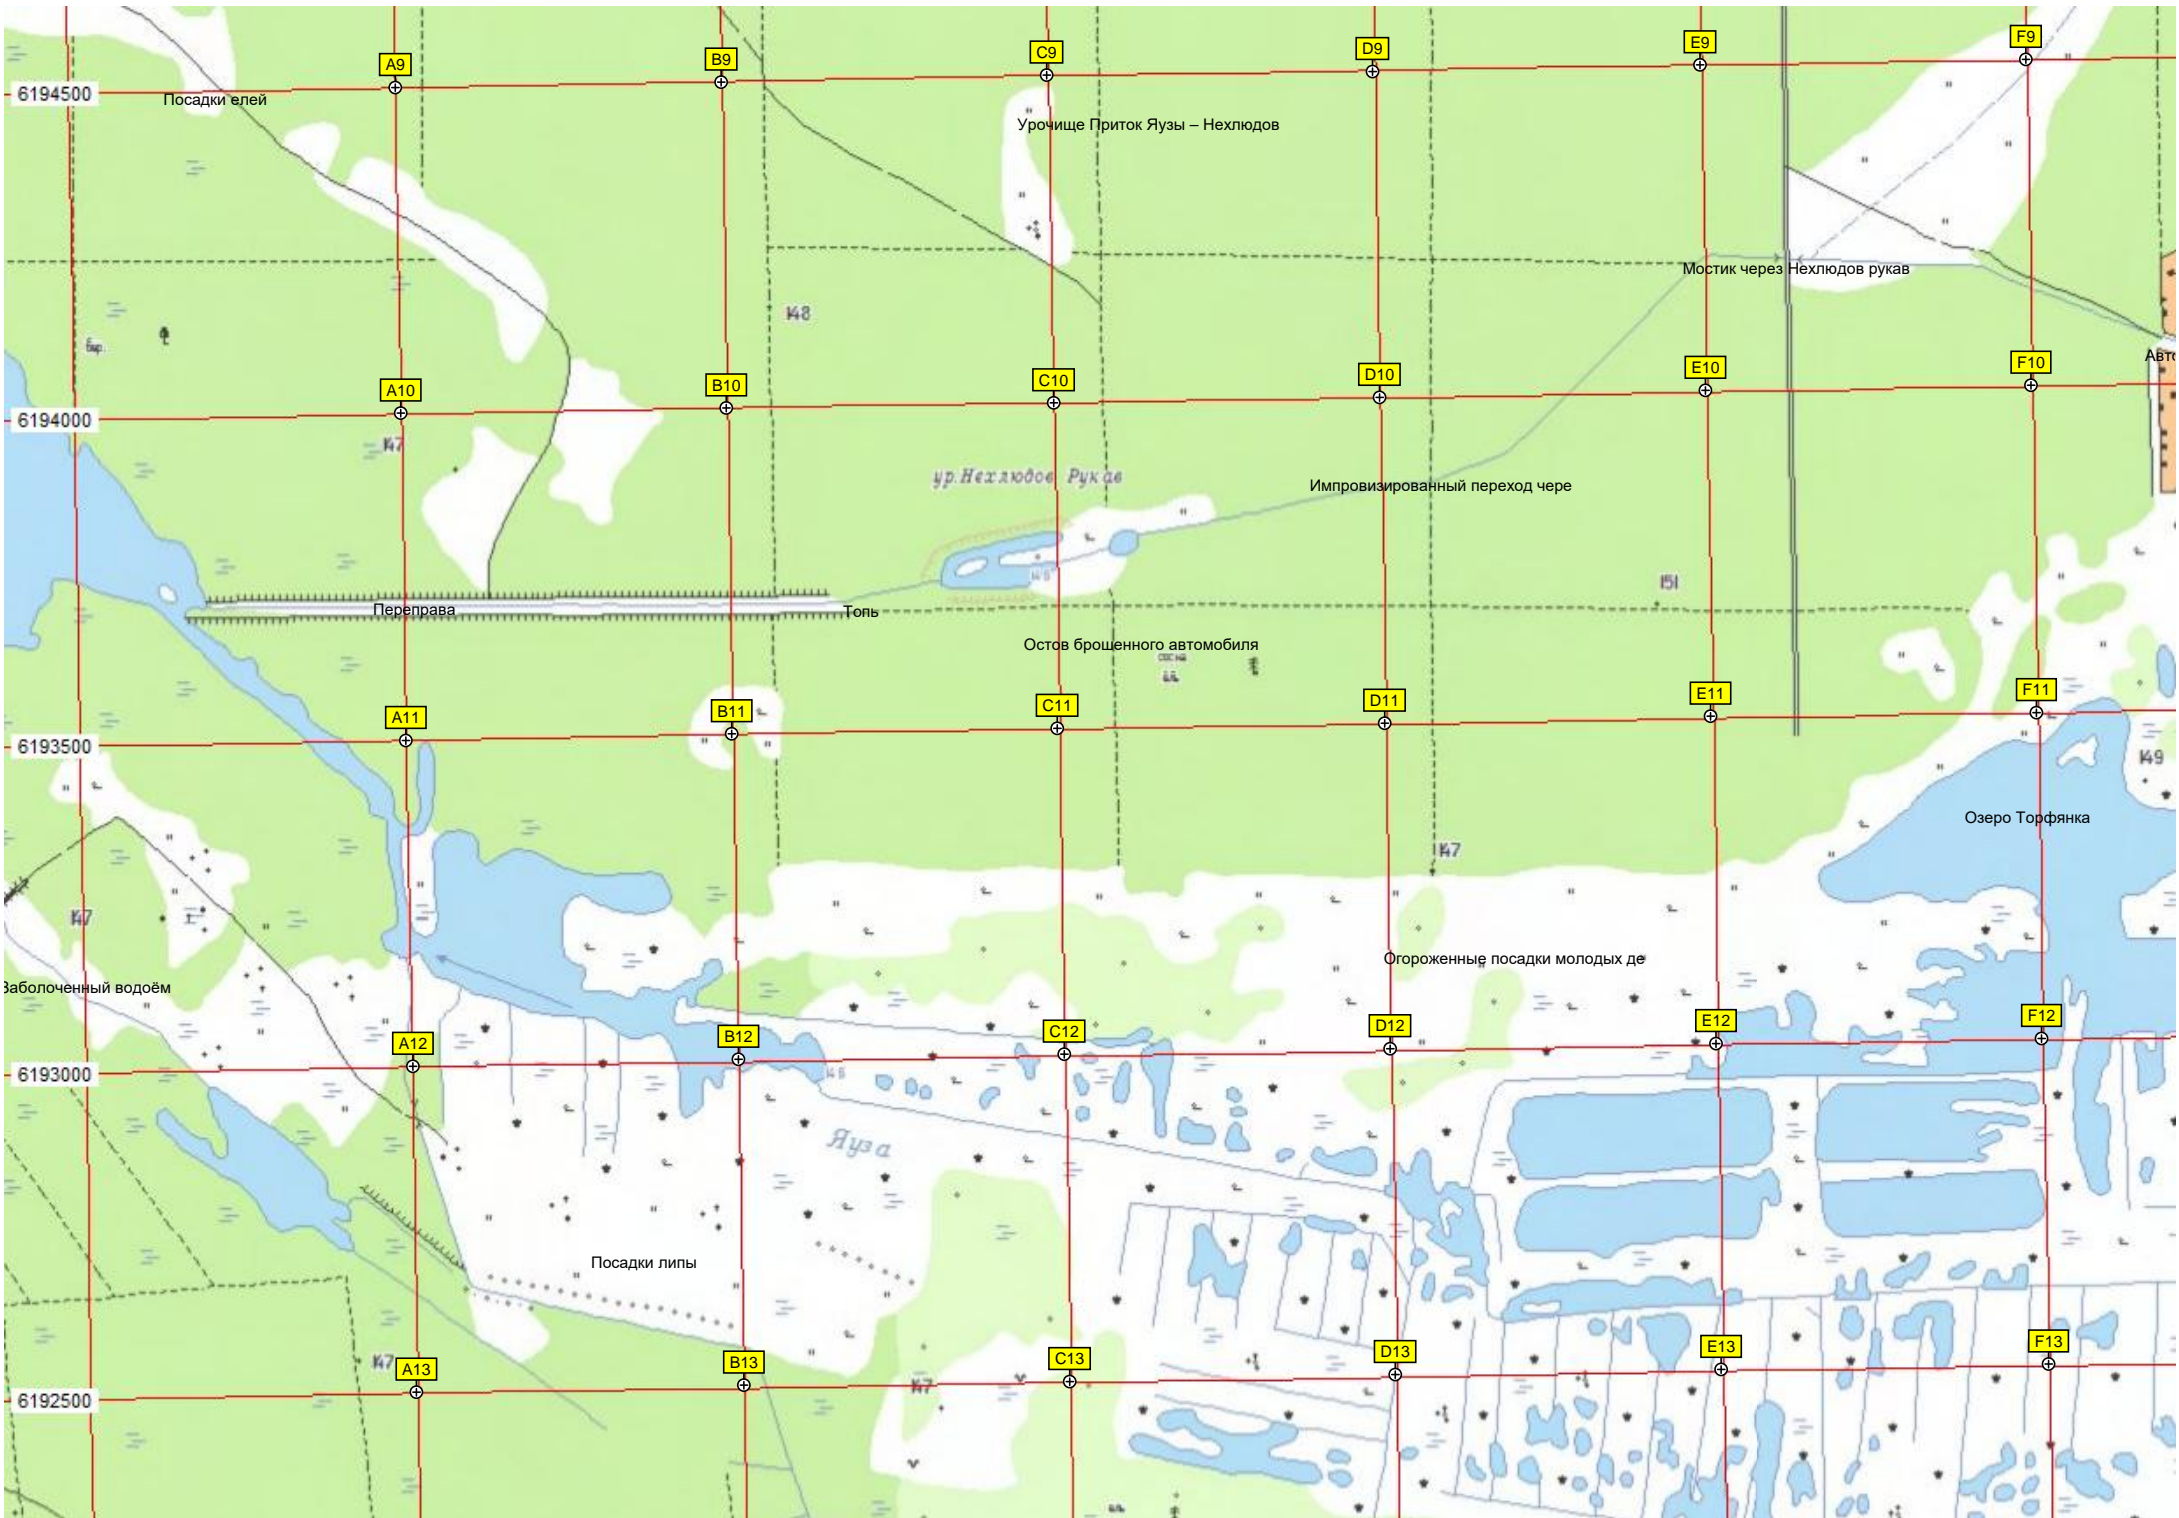 A9
B9
C9
D9
E9
F9
6194500
Посадки елей
Урочище Приток Яузы – Нехлюдов
Мостик через Нехлюдов рукав
148
бар.
Авто
A10
B10
C10
D10
E10
F10
6194000
147
ур.Нехлюдов Рукав
Импровизированный переход чере
151
Переправа
Топь
Остов брошенного автомобиля
сосна
ель
A11
B11
C11
D11
E11
F11
6193500
149
Озеро Торфянка
147
147
Огороженные посадки молодых де
Заболоченный водоём
A12
B12
C12
D12
E12
F12
6193000
Яуза
Посадки липы
A13
B13
C13
D13
E13
F13
147
147
6192500